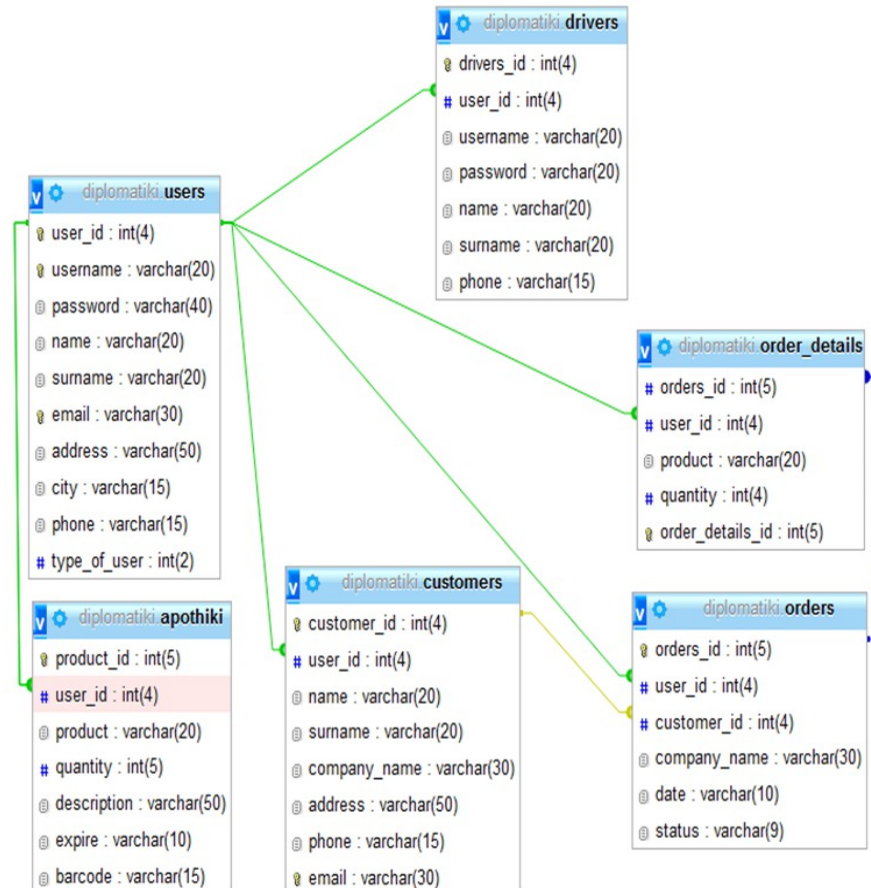 diplomatiki.drivers
drivers_id : int(4)
# user_id : int(4)
username : varchar(20)
password : varchar(20)
name : varchar(20)
surname : varchar(20)
phone : varchar(15)
v diplomatiki.users
user_id : int(4)
username : varchar(20)
password : varchar(40)
name : varchar(20)
surname : varchar(20)
email : varchar(30)
address : varchar(50)
city : varchar(15)
phone : varchar(15)
# type_of_user : int(2)
v diplomatiki.order_details
# orders_id : int(5)
# user_id : int(4)
product : varchar(20)
# quantity : int(4)
order_details_id : int(5)
v diplomatiki.apothiki
product_id : int(5)
# user_id : int(4)
product : varchar(20)
# quantity : int(5)
description : varchar(50)
expire : varchar(10)
barcode : varchar(15)
v diplomatiki.customers
customer_id : int(4)
# user_id : int(4)
name : varchar(20)
surname : varchar(20)
company_name : varchar(30)
address : varchar(50)
phone : varchar(15)
email : varchar(30)
v diplomatiki.orders
orders_id : int(5)
# user_id : int(4)
# customer_id : int(4)
company_name : varchar(30)
date : varchar(10)
status : varchar(9)